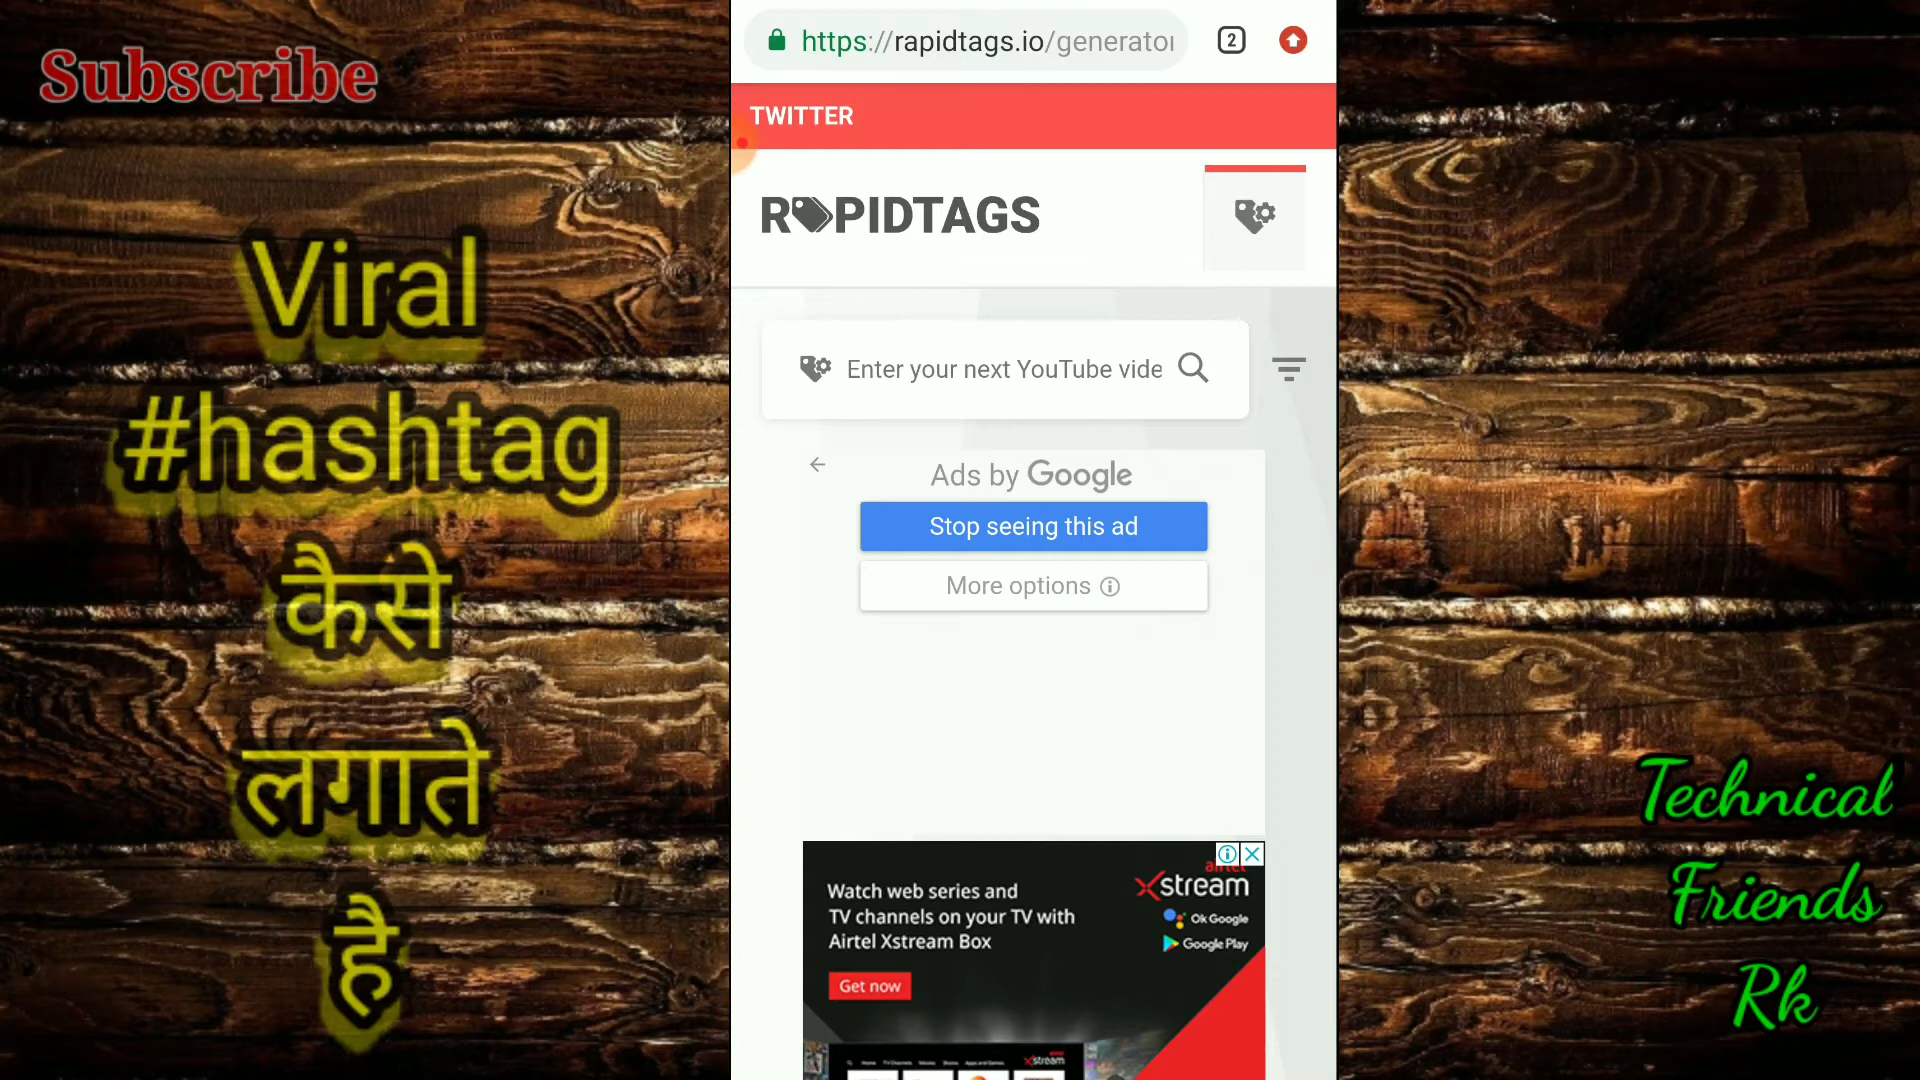 Subscribe
Viral
#hashtag
कैसे
लगाते
है
https://rapidtags.io/generator
2
TWITTER
RAPIDTAGS
Enter your next YouTube vide
Ads by Google
Stop seeing this ad
More options
airtel
Xstream
Watch web series and
TV channels on your TV with
Airtel Xstream Box
Ok Google
Google Play
Get now
Xstream
Technical
Friends
Rk